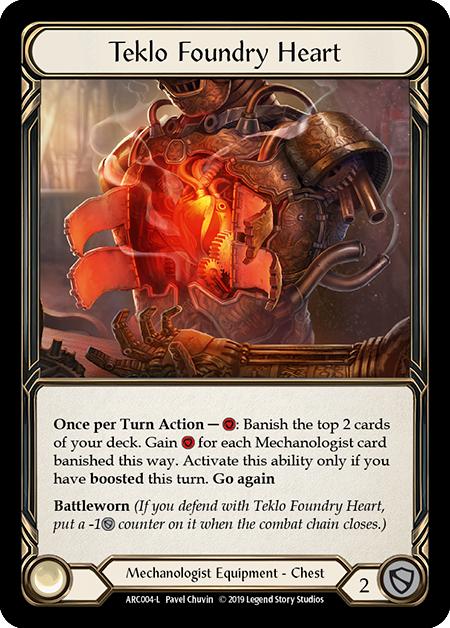 Teklo Foundry Heart
Once per Turn Action — : Banish the top 2 cards
of your deck. Gain for each Mechanologist card
banished this way. Activate this ability only if you
have boosted this turn. Go again
Battleworn (If you defend with Teklo Foundry Heart,
put a -1 counter on it when the combat chain closes.)
Mechanologist Equipment - Chest
2
ARC004-L Pavel Chuvin © 2019 Legend Story Studios